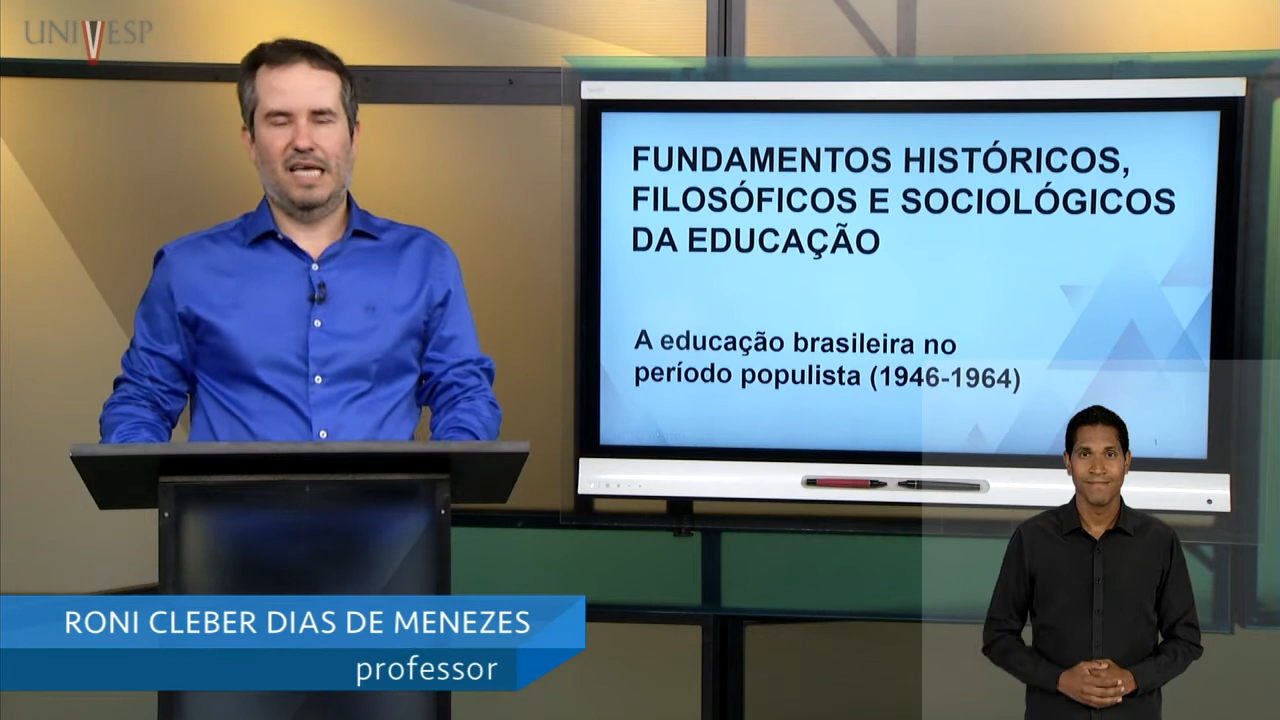 UNIVESP
FUNDAMENTOS HISTÓRICOS,
FILOSÓFICOS E SOCIOLÓGICOS
DA EDUCAÇÃO
A educação brasileira no
período populista (1946-1964)
1
RONI CLEBER DIAS DE MENEZES
professor